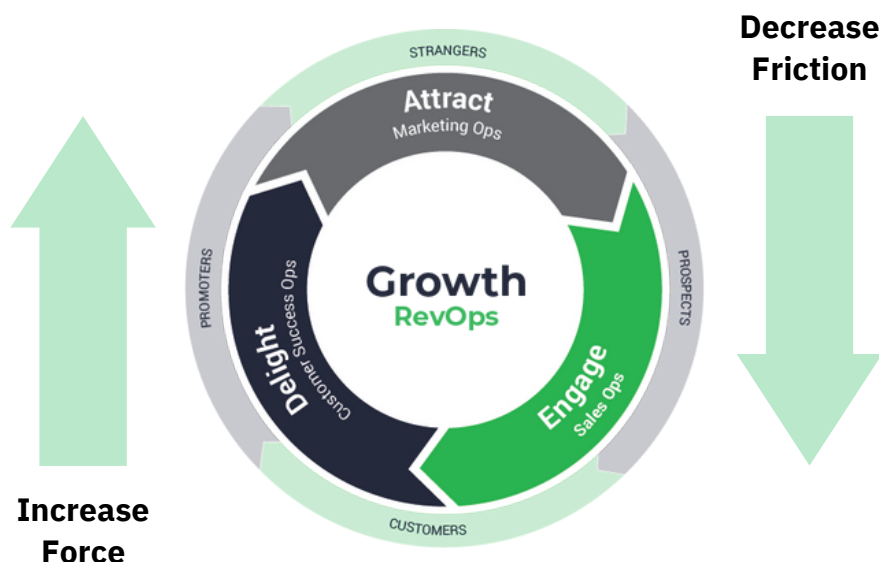 Decrease
Friction
STRANGERS
Attract
Marketing Ops
PROMOTERS
Growth
RevOps
PROSPECTS
Delight
Customer Success Ops
Engage
Sales Ops
Increase
Force
CUSTOMERS